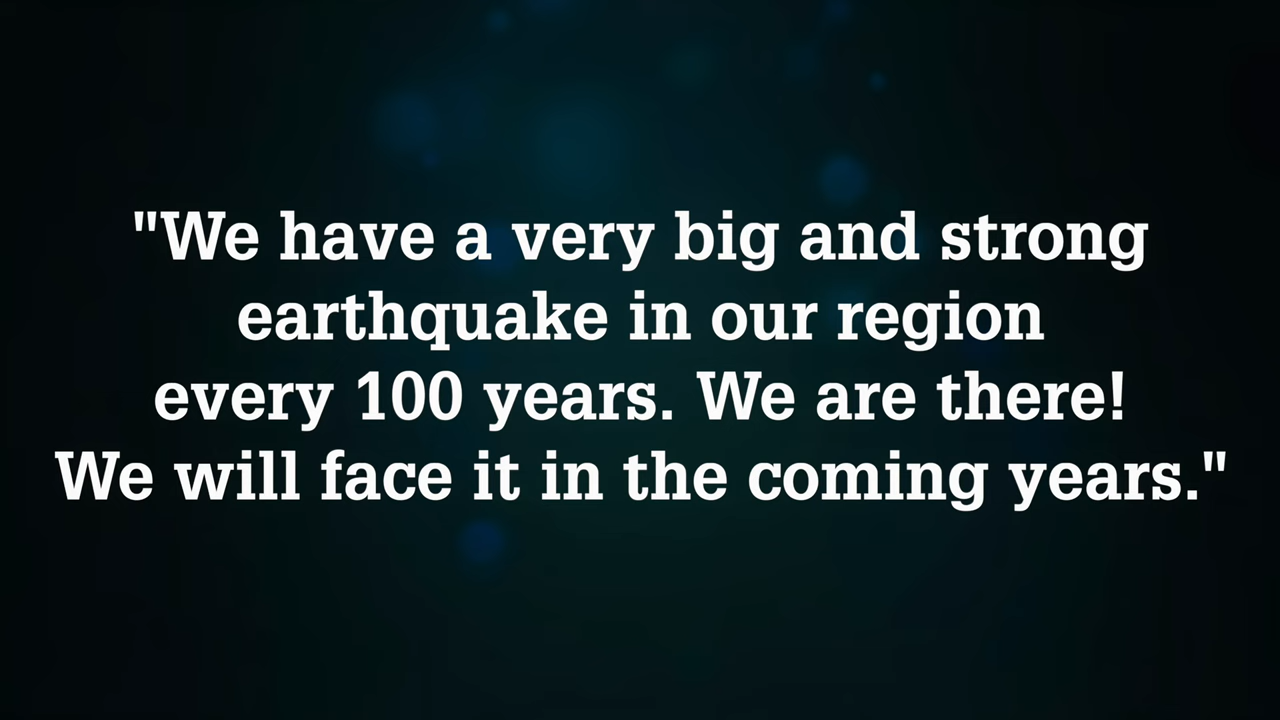 "We have a very big and strong
earthquake in our region
every 100 years. We are there!
We will face it in the coming years."